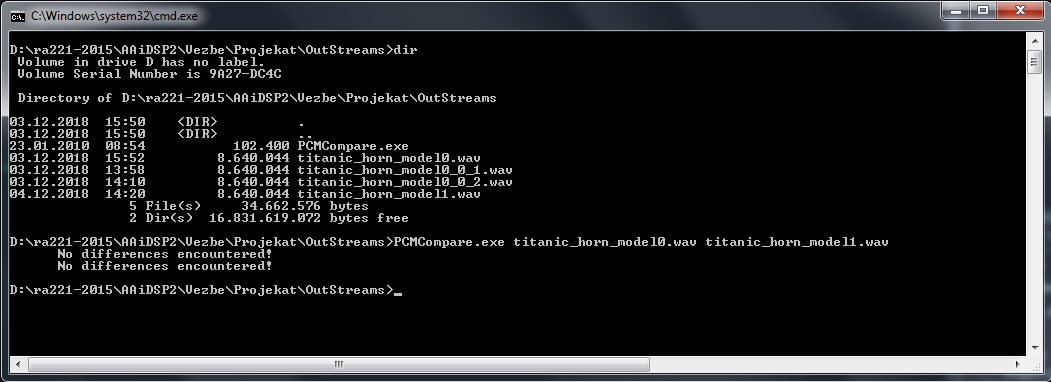 C:\Windows\system32\cmd.exe
D:\ra221-2015\AAiDSP2\Vezbe\Projekat\OutStreams>dir
 Volume in drive D has no label.
 Volume Serial Number is 9A27-DC4C
 Directory of D:\ra221-2015\AAiDSP2\Vezbe\Projekat\OutStreams
03.12.2018  15:50    <DIR>          .
03.12.2018  15:50    <DIR>          ..
23.01.2010  08:54           102.400 PCMCompare.exe
03.12.2018  15:52         8.640.044 titanic_horn_model0.wav
03.12.2018  13:58         8.640.044 titanic_horn_model0_0_1.wav
03.12.2018  14:10         8.640.044 titanic_horn_model0_0_2.wav
04.12.2018  14:20         8.640.044 titanic_horn_model1.wav
               5 File(s)     34.662.576 bytes
               2 Dir(s)  16.831.619.072 bytes free
D:\ra221-2015\AAiDSP2\Vezbe\Projekat\OutStreams>PCMCompare.exe titanic_horn_model0.wav titanic_horn_model1.wav
      No differences encountered!
      No differences encountered!
D:\ra221-2015\AAiDSP2\Vezbe\Projekat\OutStreams>_